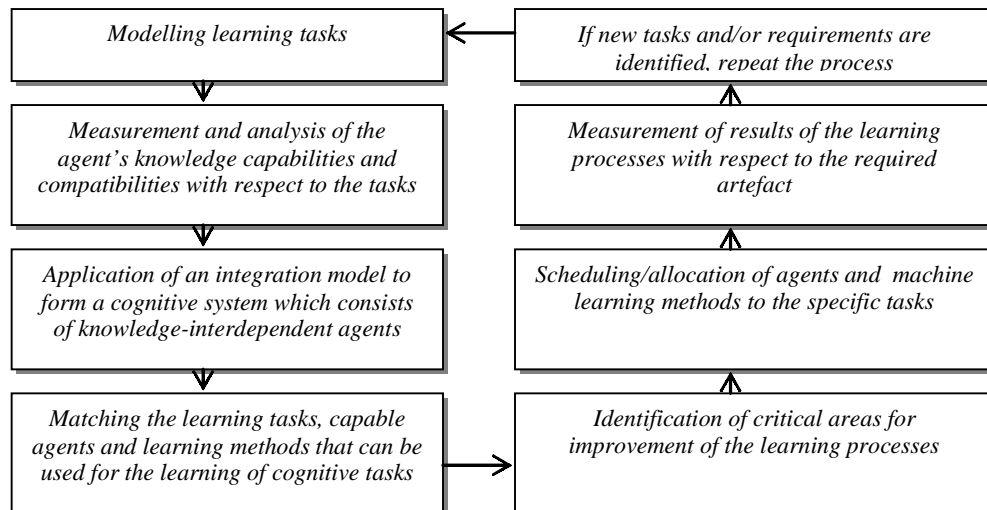 Modelling learning tasks
Measurement and analysis of the
agent's knowledge capabilities and
compatibilities with respect to the tasks
Application of an integration model to
form a cognitive system which consists
of knowledge-interdependent agents
Matching the learning tasks, capable
agents and learning methods that can be
used for the learning of cognitive tasks
Identification of critical areas for
improvement of the learning processes
Scheduling/allocation of agents and machine
learning methods to the specific tasks
Measurement of results of the learning
processes with respect to the required
artefact
If new tasks and/or requirements are
identified, repeat the process